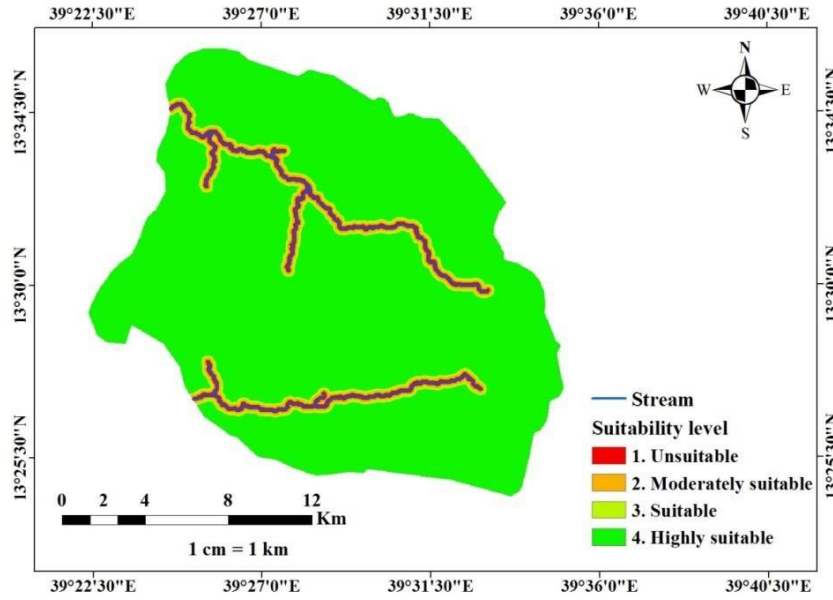 39°22'30"E 39°27'0"E 39°31'30"E 39°36'0"E 39°40'30"E
13°34'30"N
13°30'0"N
13°25'30"N
N
W E
S
13°34'30"N
13°30'0"N
13°25'30"N
Stream
Suitability level
1. Unsuitable
2. Moderately suitable
3. Suitable
4. Highly suitable
0 2 4 8 12
Km
1 cm = 1 km
39°22'30"E 39°27'0"E 39°31'30"E 39°36'0"E 39°40'30"E